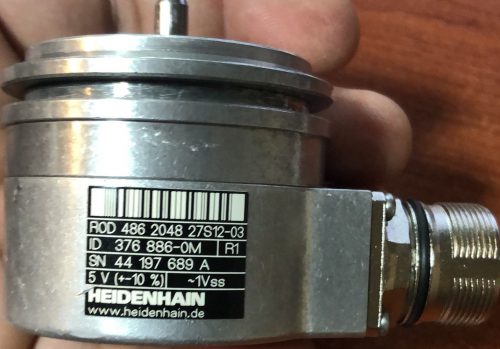 ROD 486 2048 27S12-03
ID 376 886-0M R1
SN 44 197 689 A
5 V (+-10 %) ~1Vss
HEIDENHAIN
www.heidenhain.de